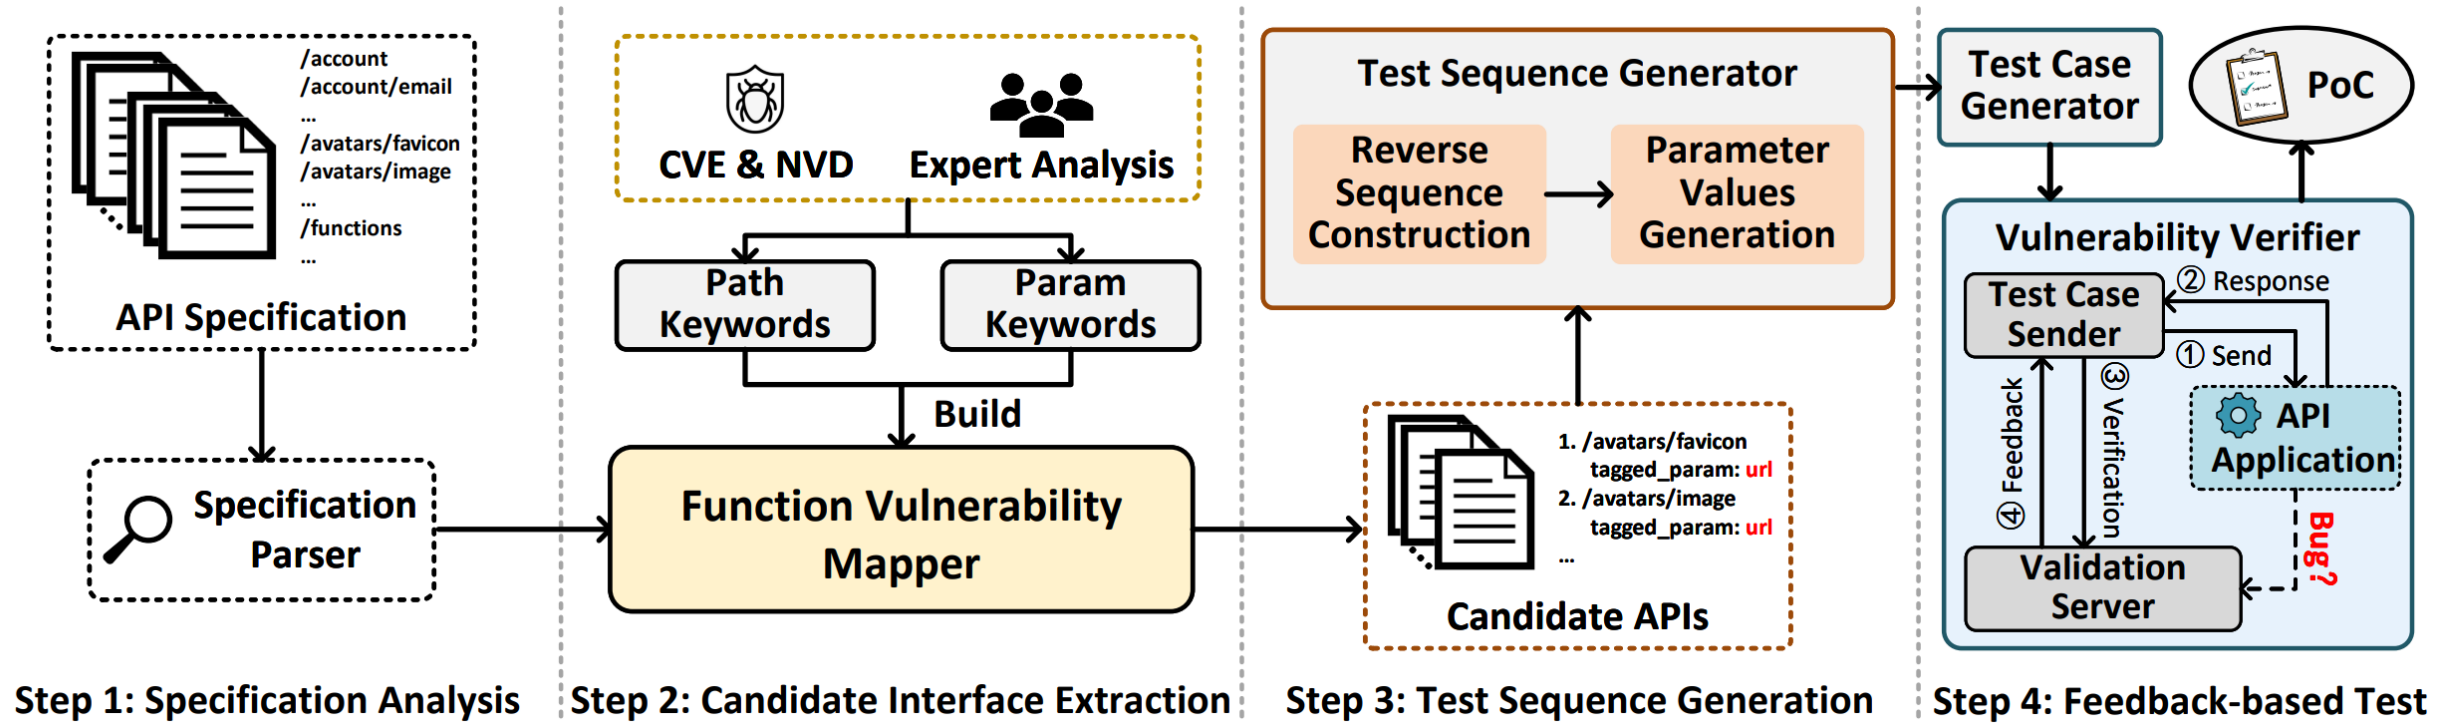 /account
/account/email
...
/avatars/favicon
/avatars/image
...
/functions
...
API Specification
Specification
Parser
Step 1: Specification Analysis
CVE & NVD
Expert Analysis
Path
Keywords
Param
Keywords
Build
Function Vulnerability
Mapper
Step 2: Candidate Interface Extraction
Test Sequence Generator
Reverse
Sequence
Construction
Parameter
Values
Generation
1. /avatars/favicon
tagged_param: url
2. /avatars/image
tagged_param: url
...
Candidate APIs
Step 3: Test Sequence Generation
Test Case
Generator
PoC
Vulnerability Verifier
Test Case
Sender
② Response
① Send
③ Verification
④ Feedback
API
Application
Bug?
Validation
Server
Step 4: Feedback-based Test